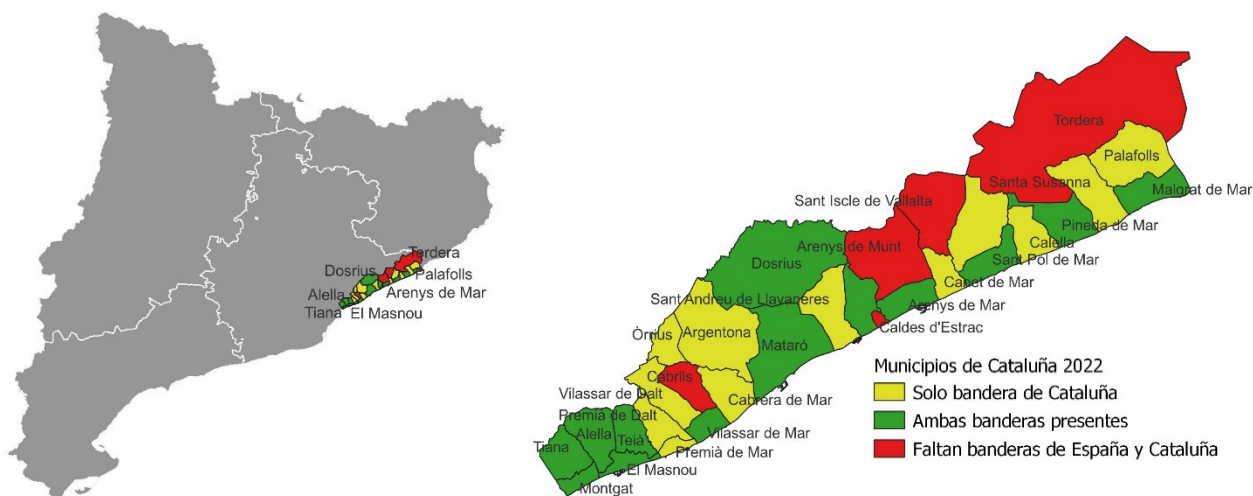 Tordera
Dosrius
Palafolls
Alella
Arenys de Mar
Tiana
El Masnou
Tordera
Palafolls
Santa Susanna
Malgrat de Mar
Sant Iscle de Vallalta
Pineda de Mar
Arenys de Munt
Calella
Dosrius
Sant Pol de Mar
Canet de Mar
Sant Andreu de Llavaneres
Arenys de Mar
Caldes d'Estrac
Òrrius
Argentona
Mataró
Cabrils
Vilassar de Dalt
Cabrera de Mar
Premià de Dalt
Alella
Teià
Vilassar de Mar
Tiana
Premià de Mar
El Masnou
Montgat
Municipios de Cataluña 2022
Solo bandera de Cataluña
Ambas banderas presentes
Faltan banderas de España y Cataluña